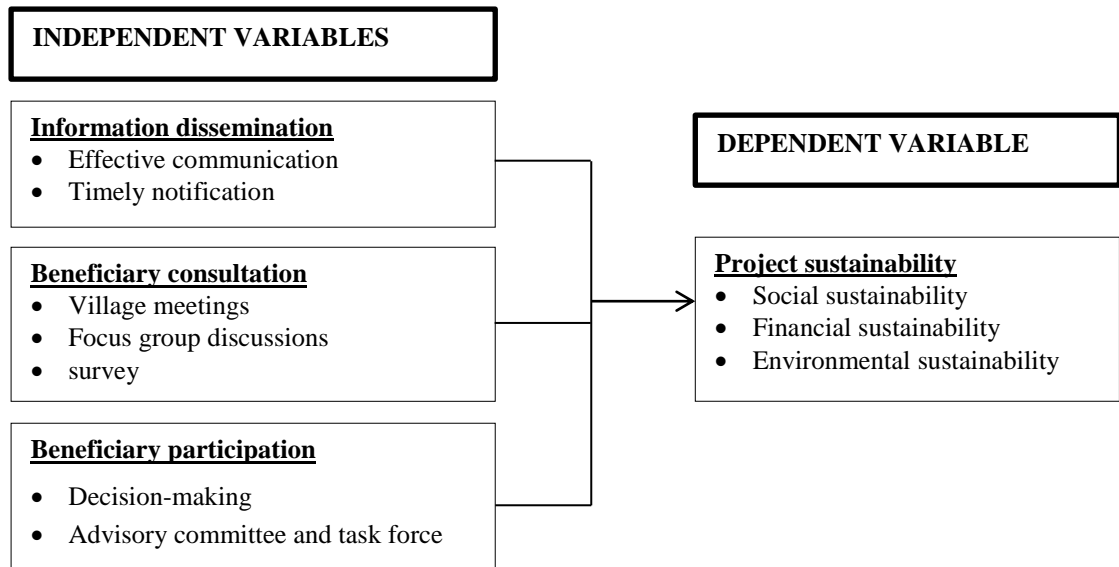 INDEPENDENT VARIABLES
Information dissemination
• Effective communication
• Timely notification
Beneficiary consultation
• Village meetings
• Focus group discussions
• survey
Beneficiary participation
• Decision-making
• Advisory committee and task force
DEPENDENT VARIABLE
Project sustainability
• Social sustainability
• Financial sustainability
• Environmental sustainability